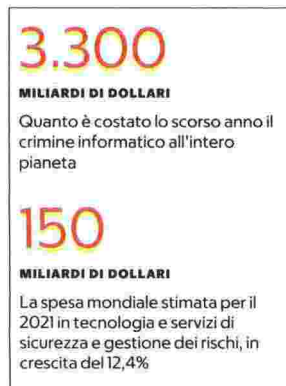 3.300
MILIARDI DI DOLLARI
Quanto è costato lo scorso anno il
crimine informatico all'intero
pianeta
150
MILIARDI DI DOLLARI
La spesa mondiale stimata per il
2021 in tecnologia e servizi di
sicurezza e gestione dei rischi, in
crescita del 12,4%